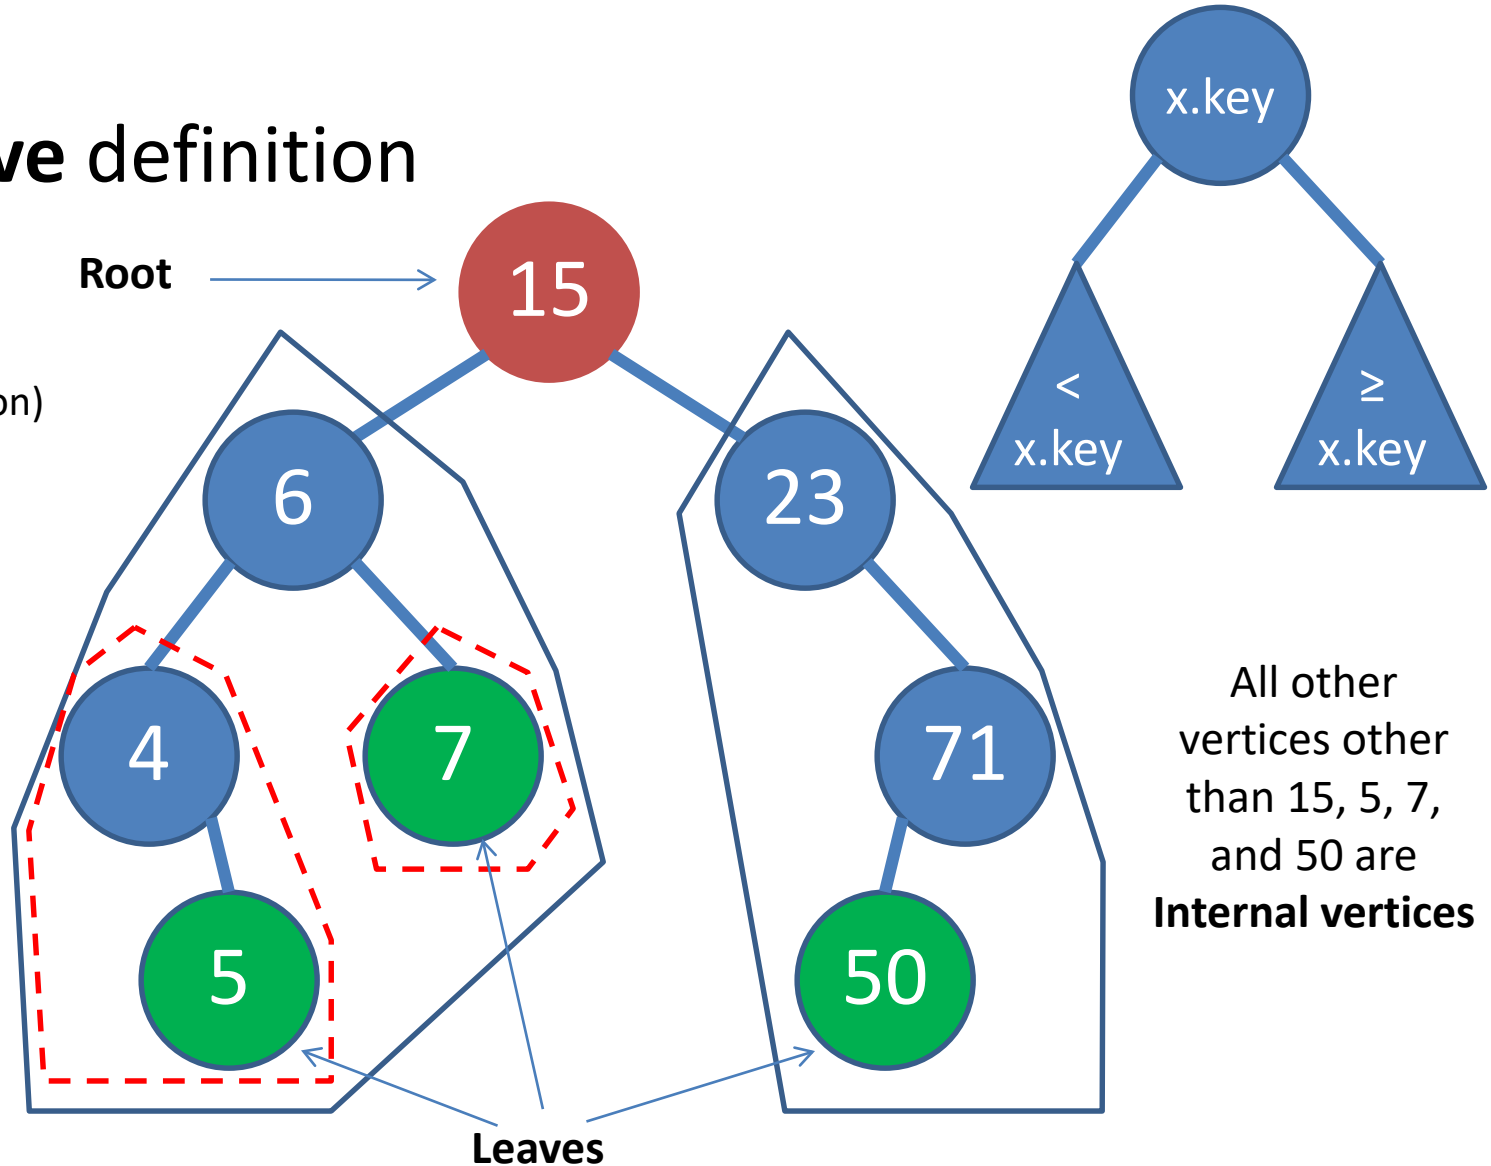 x.key
ve definition
Root
15
on)
<
x.key
≥
x.key
6
23
4
7
71
All other
vertices other
than 15, 5, 7,
and 50 are
Internal vertices
5
50
Leaves